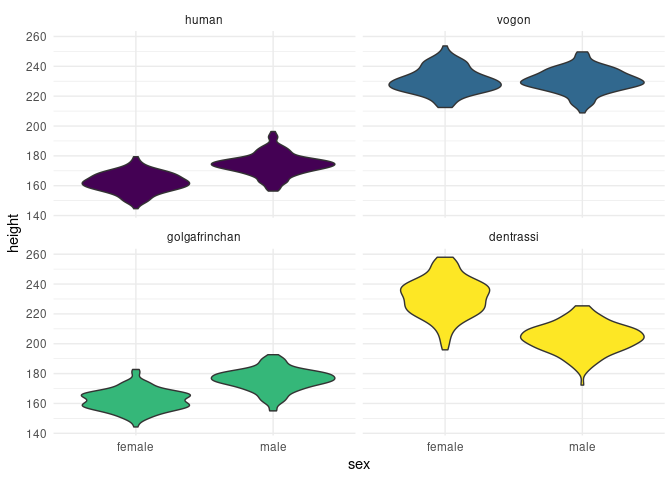 human
vogon
260
240
220
200
180
160
140
golgafrinchan
dentrassi
260
240
220
200
180
160
140
height
female
male
female
male
sex